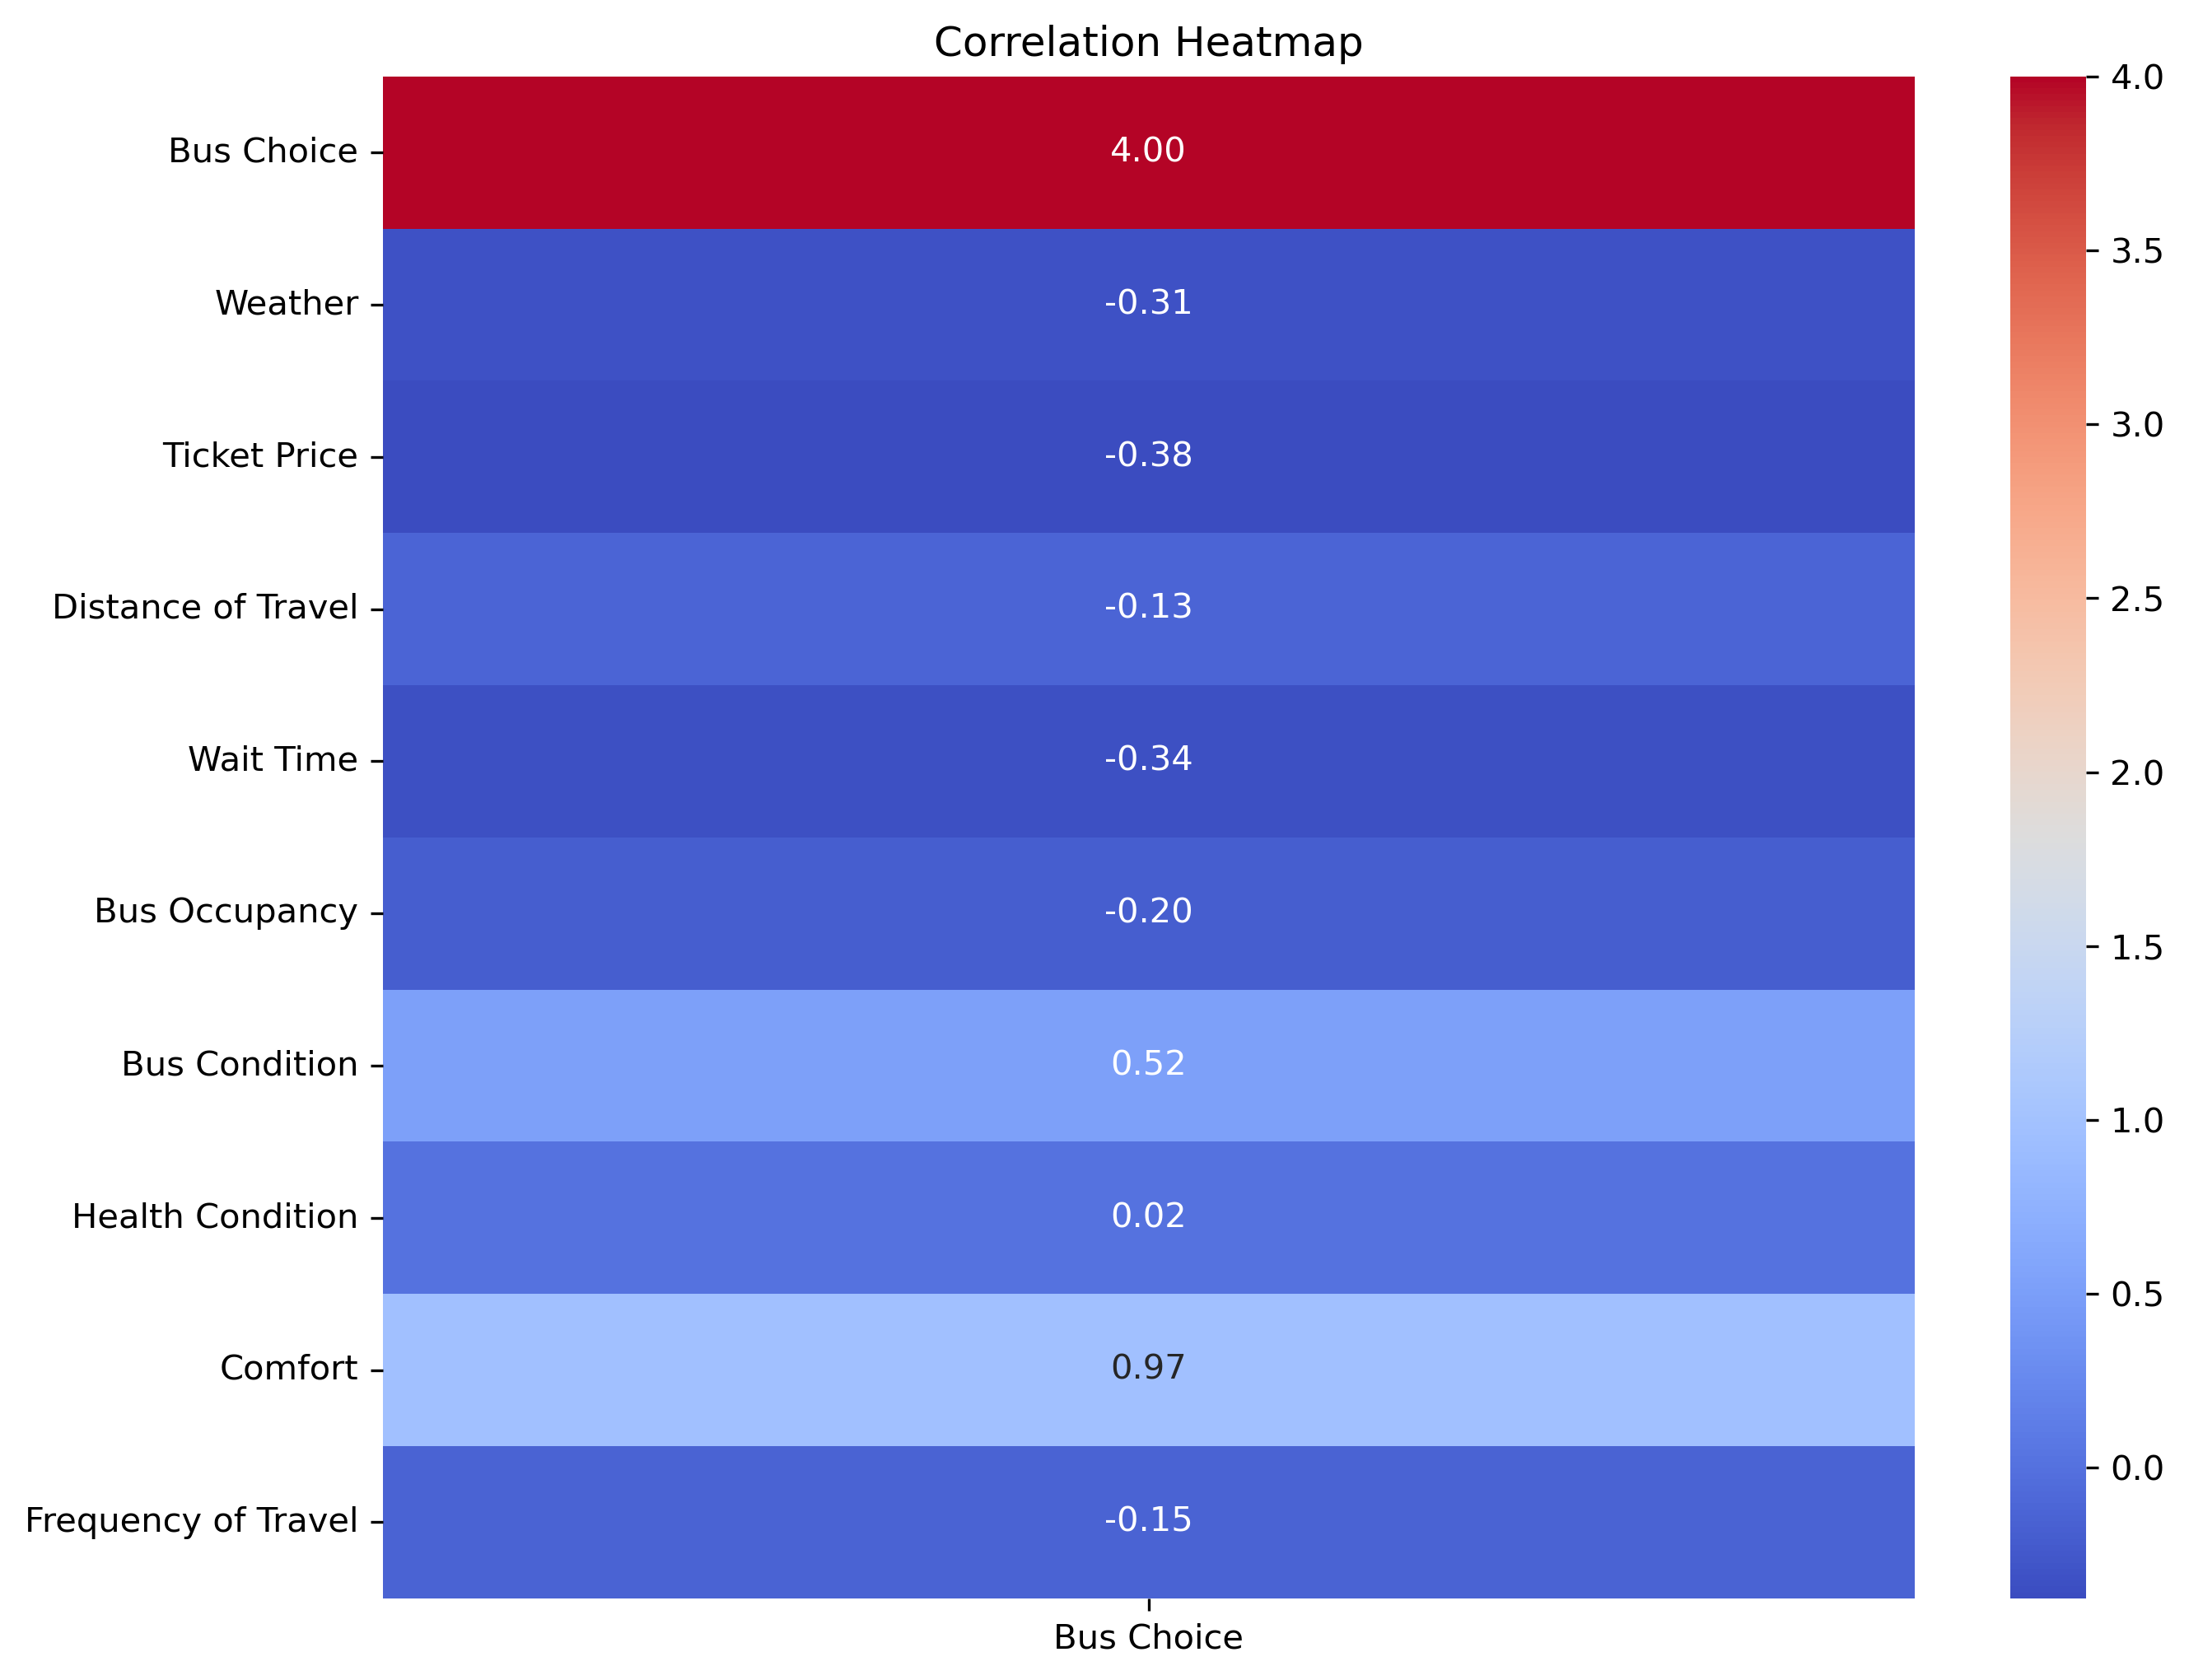 Correlation Heatmap
Bus Choice 4.00
Weather -0.31
Ticket Price -0.38
Distance of Travel -0.13
Wait Time -0.34
Bus Occupancy -0.20
Bus Condition 0.52
Health Condition 0.02
Comfort 0.97
Frequency of Travel -0.15
Bus Choice
4.0
3.5
3.0
2.5
2.0
1.5
1.0
0.5
0.0